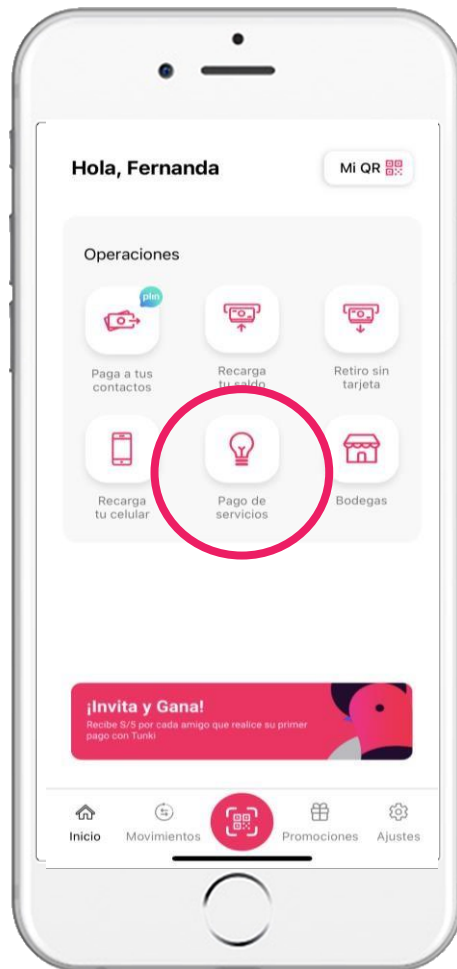 Hola, Fernanda
Mi QR
Operaciones
plin
Paga a tus
contactos
Recarga
tu saldo
Retiro sin
tarjeta
Recarga
tu celular
Pago de
servicios
Bodegas
¡Invita y Gana!
Recibe S/5 por cada amigo que realice su primer
pago con Tunki
Inicio
Movimientos
Promociones
Ajustes